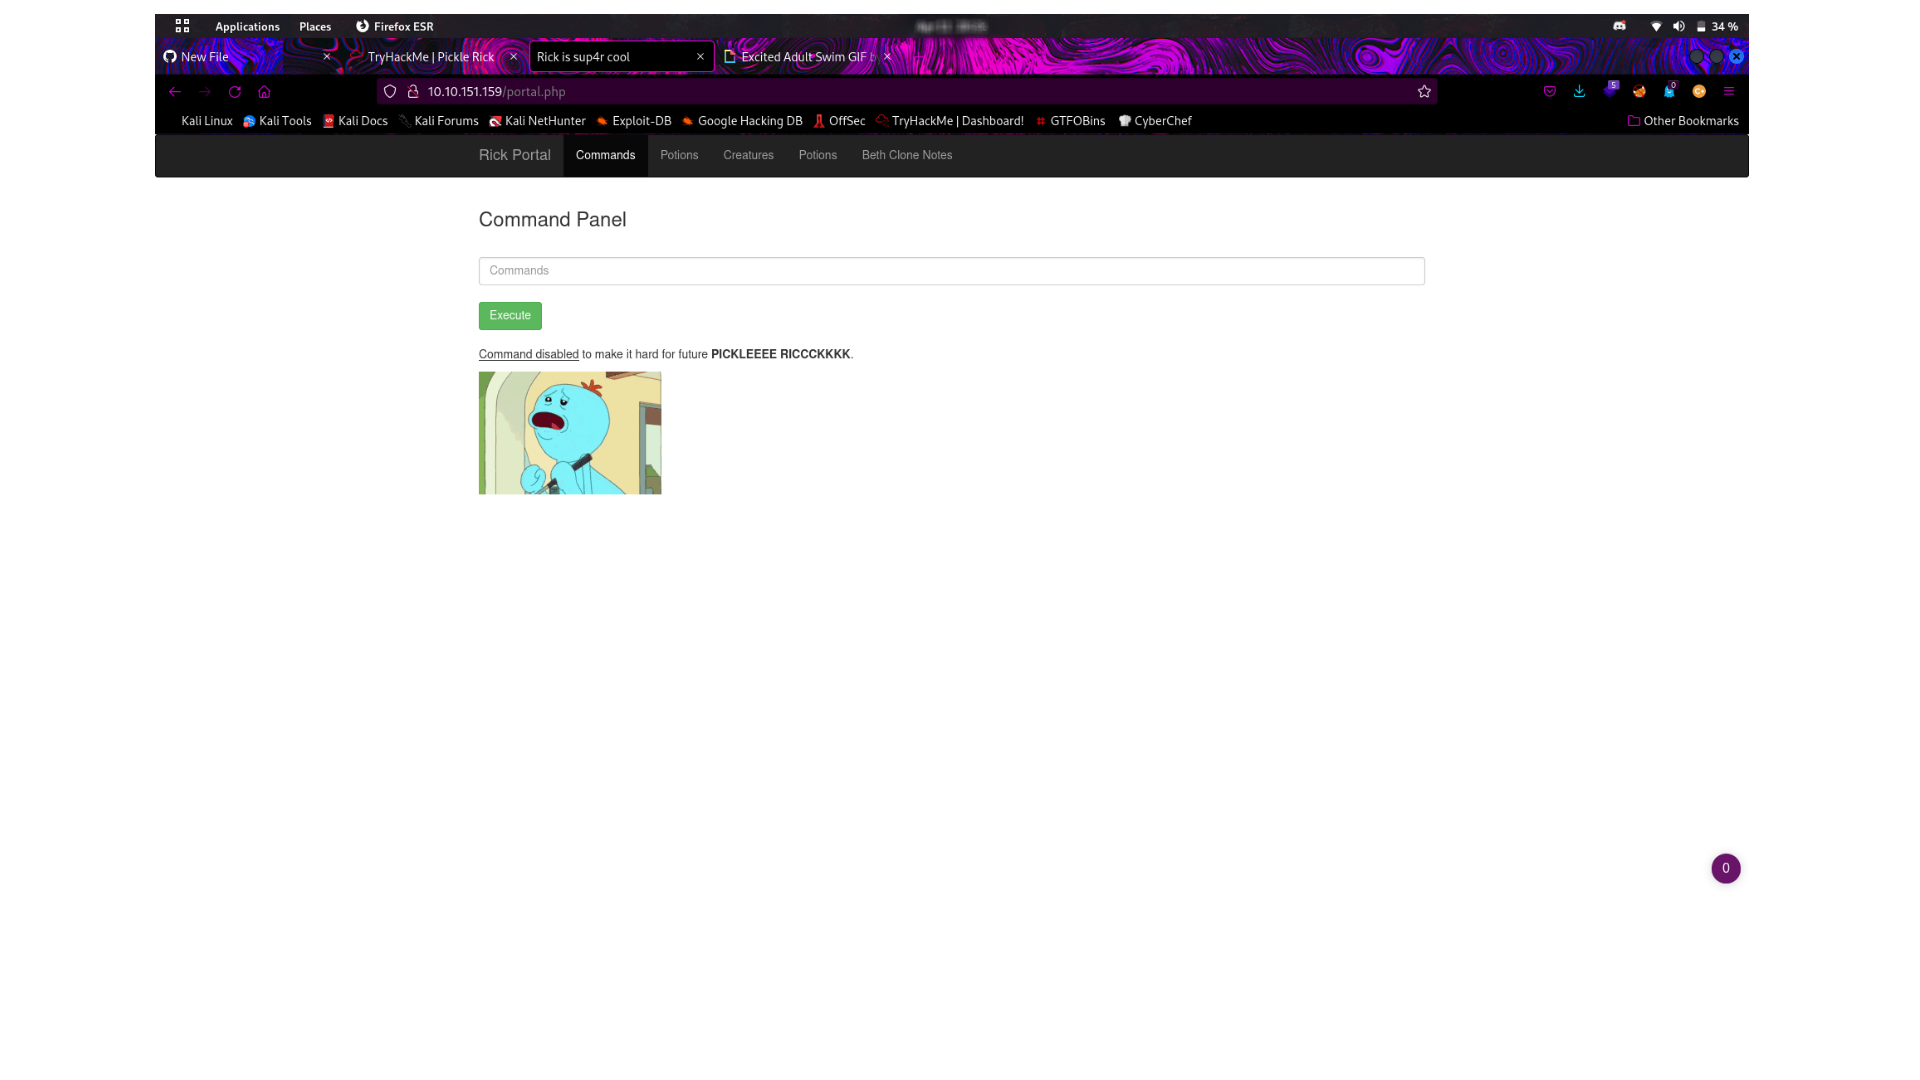 Applications Places Firefox ESR 34 %
New File × TryHackMe | Pickle Rick × Rick is sup4r cool × Excited Adult Swim GIF b ×
10.10.151.159/portal.php 5 0 C+
Kali Linux Kali Tools Kali Docs Kali Forums Kali NetHunter Exploit-DB Google Hacking DB OffSec TryHackMe | Dashboard! GTFOBins CyberChef Other Bookmarks
Rick Portal Commands Potions Creatures Potions Beth Clone Notes
Command Panel
Commands
Execute
Command disabled to make it hard for future PICKLEEEE RICCCKKKK.
0